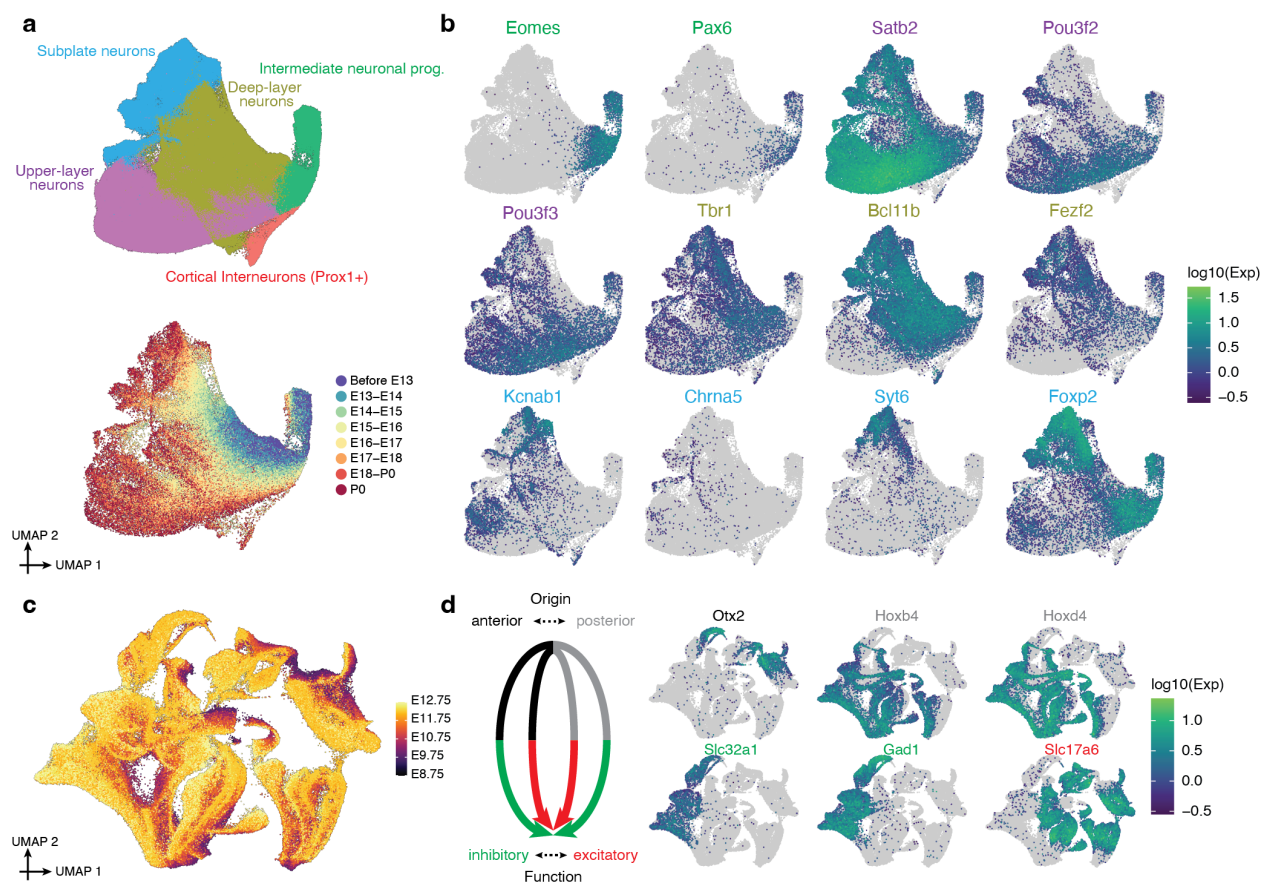 a
Subplate neurons
Intermediate neuronal prog.
Deep-layer
neurons
Upper-layer
neurons
Cortical Interneurons (Prox1+)
Before E13
E13–E14
E14–E15
E15–E16
E16–E17
E17–E18
E18–P0
P0
UMAP 2
UMAP 1
b
Eomes
Pax6
Satb2
Pou3f2
Pou3f3
Tbr1
Bcl11b
Fezf2
Kcnab1
Chrna5
Syt6
Foxp2
log10(Exp)
1.5
1.0
0.5
0.0
−0.5
c
E12.75
E11.75
E10.75
E9.75
E8.75
UMAP 2
UMAP 1
d
Origin
anterior
posterior
inhibitory
excitatory
Function
Otx2
Hoxb4
Hoxd4
Slc32a1
Gad1
Slc17a6
log10(Exp)
1.0
0.5
0.0
−0.5